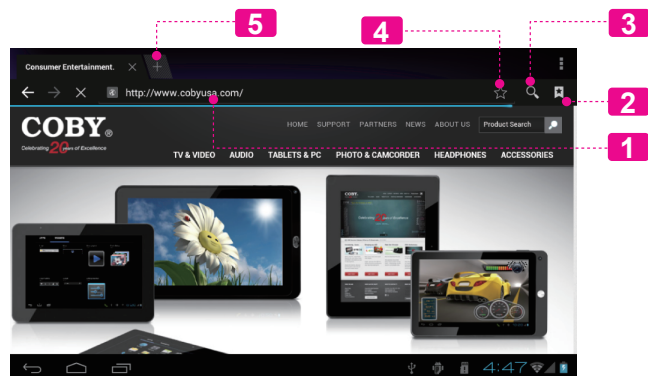 5
4
3
Consumer Entertainment.
http://www.cobyusa.com/
2
COBY®
HOME SUPPORT PARTNERS NEWS ABOUT US Product Search
1
Celebrating 20 years of Excellence
TV & VIDEO AUDIO TABLETS & PC PHOTO & CAMCORDER HEADPHONES ACCESSORIES
4:47